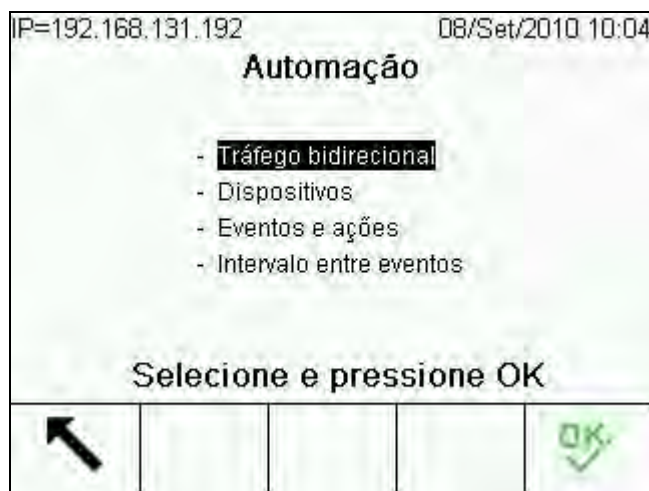 IP=192.168.131.192 08/Set/2010 10:04
Automação
- Tráfego bidirecional
- Dispositivos
- Eventos e ações
- Intervalo entre eventos
Selecione e pressione OK
OK